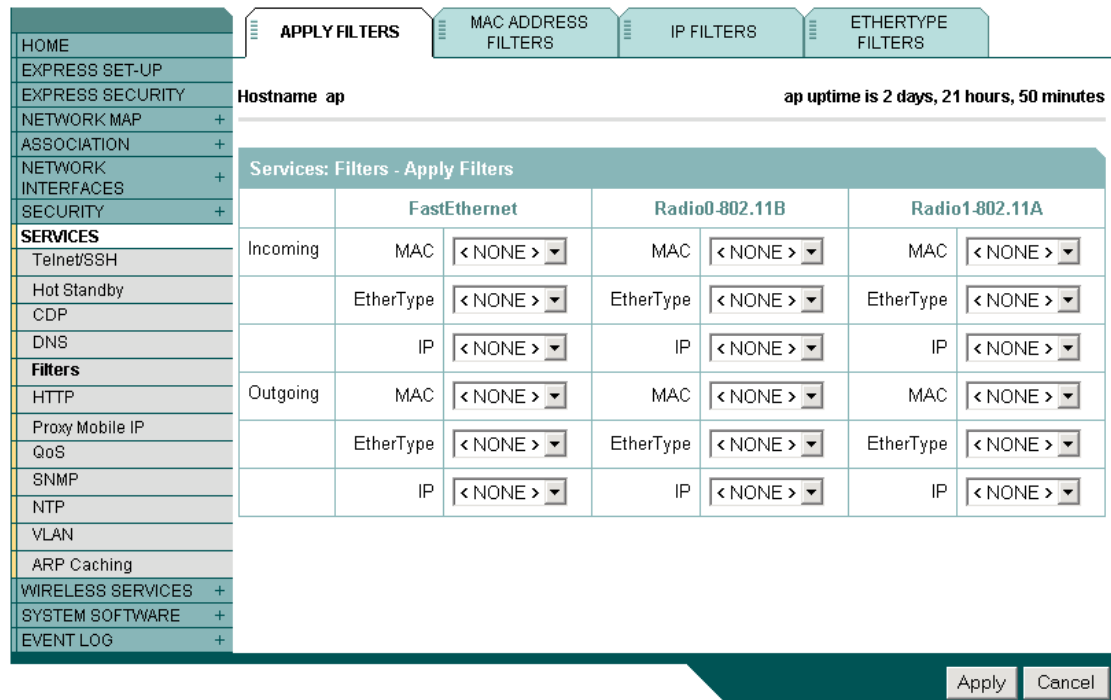 APPLY FILTERS
MAC ADDRESS
FILTERS
IP FILTERS
ETHERTYPE
FILTERS
HOME
EXPRESS SET-UP
EXPRESS SECURITY
NETWORK MAP +
ASSOCIATION +
NETWORK
INTERFACES +
SECURITY +
SERVICES
Telnet/SSH
Hot Standby
CDP
DNS
Filters
HTTP
Proxy Mobile IP
QoS
SNMP
NTP
VLAN
ARP Caching
WIRELESS SERVICES +
SYSTEM SOFTWARE +
EVENT LOG +
Hostname ap
ap uptime is 2 days, 21 hours, 50 minutes
Services: Filters - Apply Filters
FastEthernet Radio0-802.11B Radio1-802.11A
Incoming MAC < NONE > MAC < NONE > MAC < NONE >
EtherType < NONE > EtherType < NONE > EtherType < NONE >
IP < NONE > IP < NONE > IP < NONE >
Outgoing MAC < NONE > MAC < NONE > MAC < NONE >
EtherType < NONE > EtherType < NONE > EtherType < NONE >
IP < NONE > IP < NONE > IP < NONE >
Apply Cancel